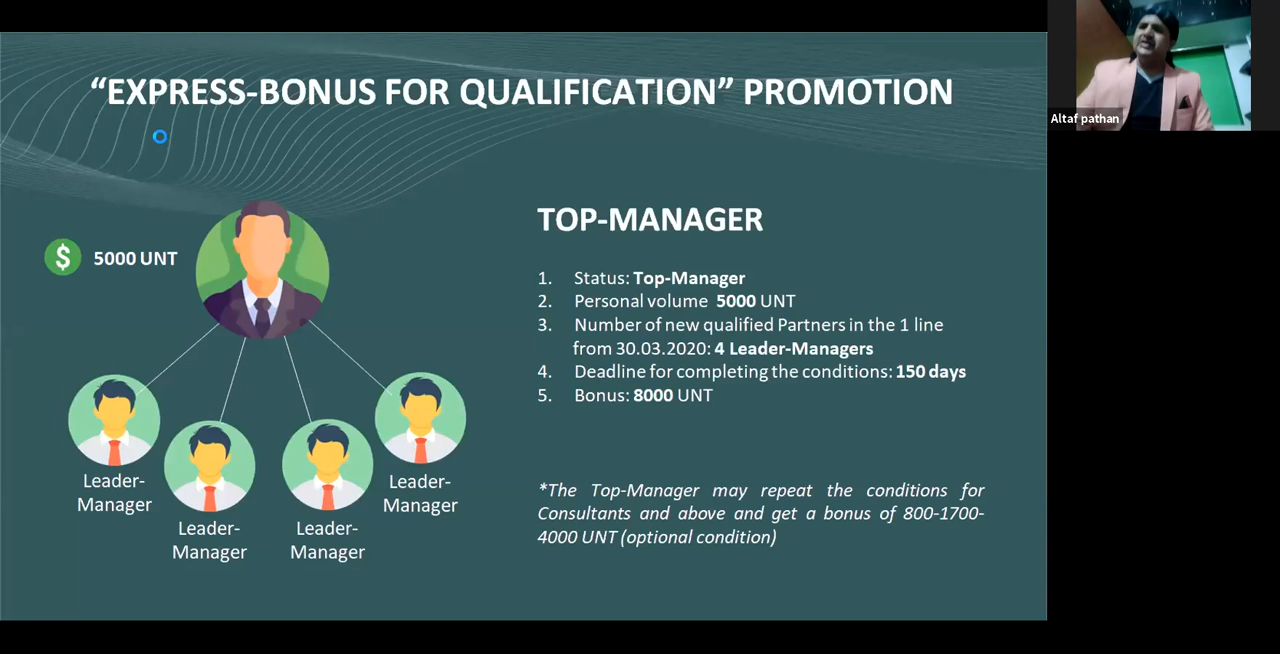 “EXPRESS-BONUS FOR QUALIFICATION” PROMOTION
Altaf pathan
$ 5000 UNT
TOP-MANAGER
1. Status: Top-Manager
2. Personal volume 5000 UNT
3. Number of new qualified Partners in the 1 line
from 30.03.2020: 4 Leader-Managers
4. Deadline for completing the conditions: 150 days
5. Bonus: 8000 UNT
Leader-
Manager
Leader-
Manager
Leader-
Manager
Leader-
Manager
*The Top-Manager may repeat the conditions for
Consultants and above and get a bonus of 800-1700-
4000 UNT (optional condition)